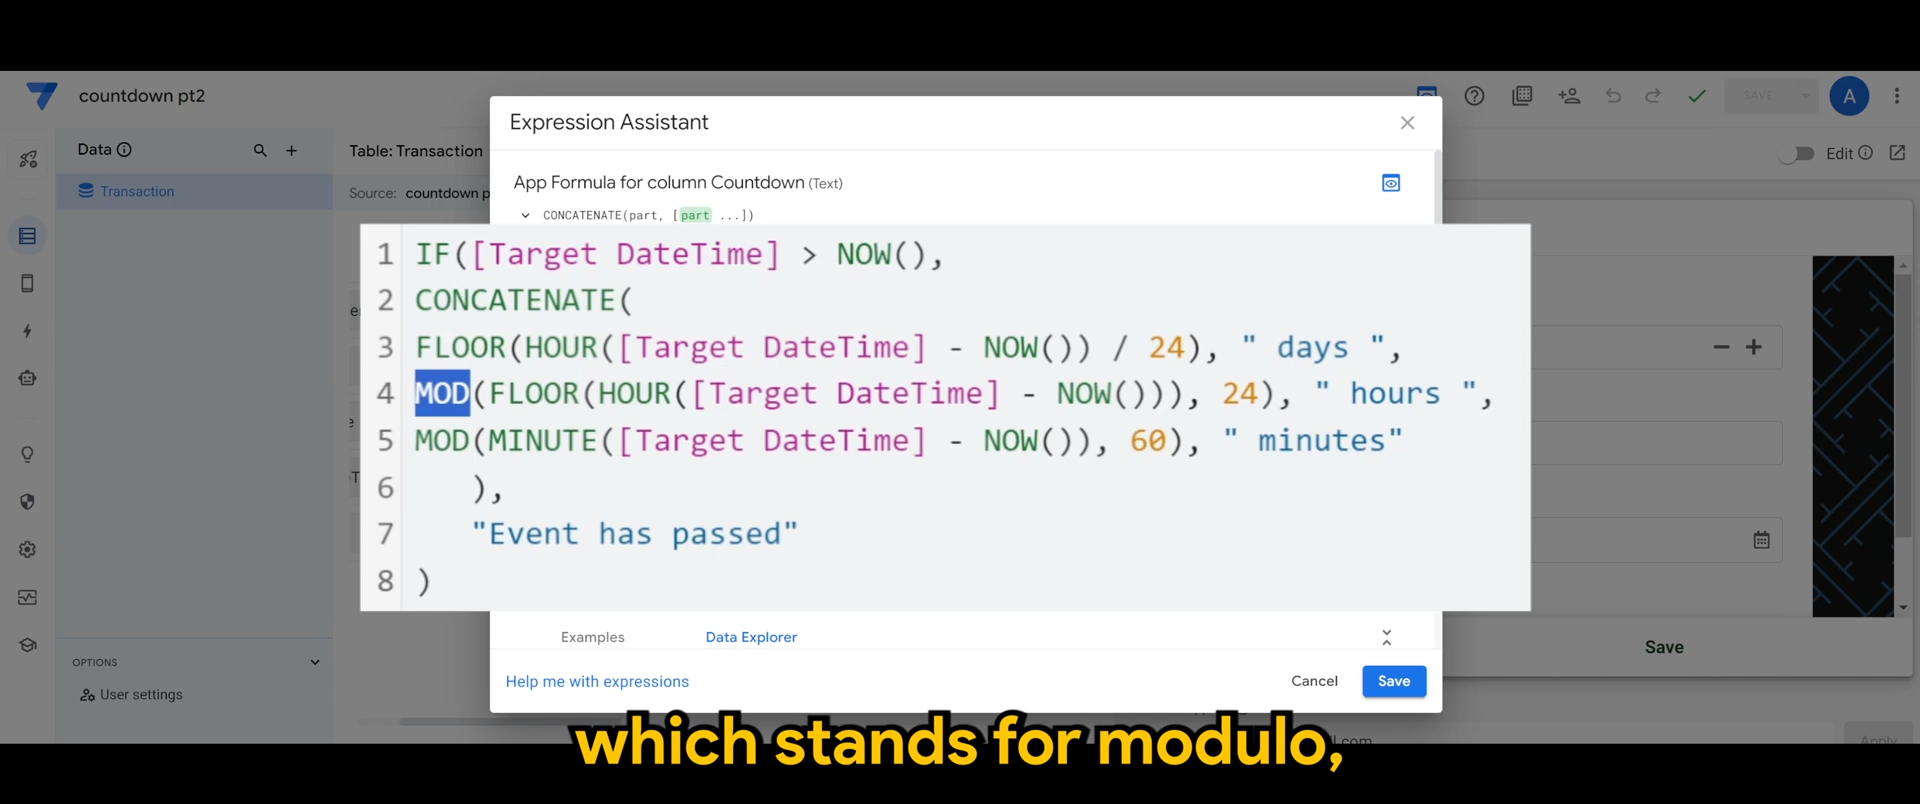 countdown pt2
SAVE
A
Data
Table: Transaction
Transaction
Source: countdown p
Edit
Expression Assistant
App Formula for column Countdown (Text)
CONCATENATE(part, [part ...])
1 IF([Target DateTime] > NOW(),
2 CONCATENATE(
3 FLOOR(HOUR([Target DateTime] - NOW()) / 24), " days ",
4 MOD(FLOOR(HOUR([Target DateTime] - NOW())), 24), " hours ",
5 MOD(MINUTE([Target DateTime] - NOW()), 60), " minutes"
6 ),
7 "Event has passed"
8 )
Examples
Data Explorer
Help me with expressions
Cancel
Save
Save
OPTIONS
User settings
Apply
which stands for modulo,